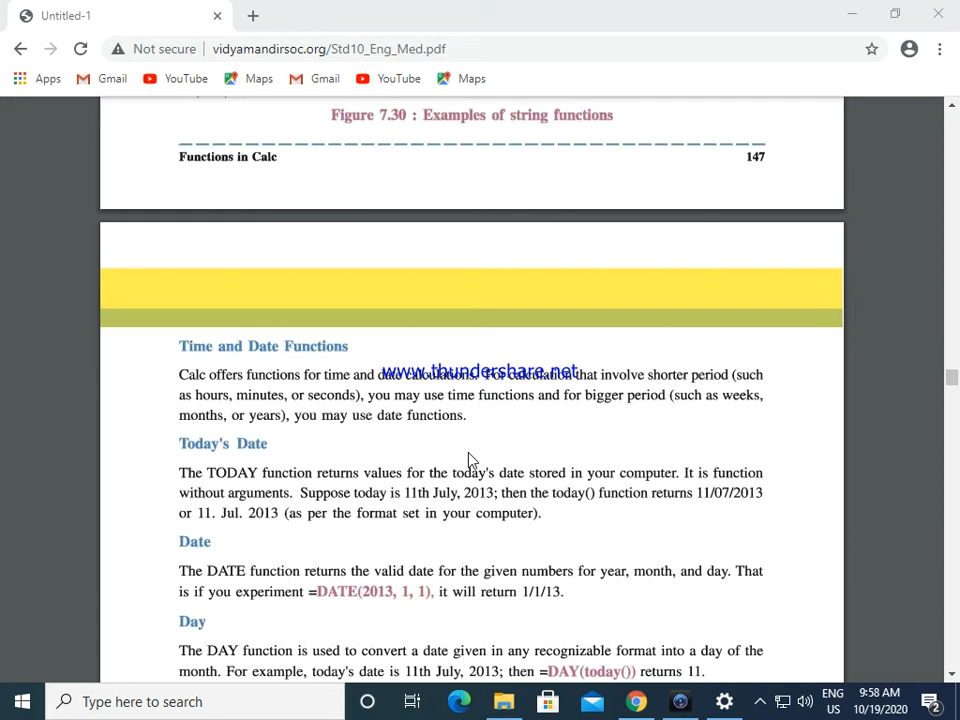 Untitled-1
Not secure vidyamandirsoc.org/Std10_Eng_Med.pdf
Apps Gmail YouTube Maps Gmail YouTube Maps
Figure 7.30 : Examples of string functions
Functions in Calc 147
Time and Date Functions
www.thundershare.net
Calc offers functions for time and date calculations. For calculation that involve shorter period (such
as hours, minutes, or seconds), you may use time functions and for bigger period (such as weeks,
months, or years), you may use date functions.
Today's Date
The TODAY function returns values for the today's date stored in your computer. It is function
without arguments. Suppose today is 11th July, 2013; then the today() function returns 11/07/2013
or 11. Jul. 2013 (as per the format set in your computer).
Date
The DATE function returns the valid date for the given numbers for year, month, and day. That
is if you experiment =DATE(2013, 1, 1), it will return 1/1/13.
Day
The DAY function is used to convert a date given in any recognizable format into a day of the
month. For example, today's date is 11th July, 2013; then =DAY(today()) returns 11.
Type here to search
ENG
US
9:58 AM
10/19/2020
2